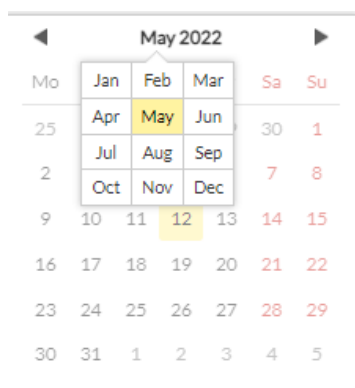 ◀ May 2022 ▶
Mo Jan Feb Mar Sa Su
Apr May Jun
25 30 1
Jul Aug Sep
2 7 8
Oct Nov Dec
9 10 11 12 13 14 15
16 17 18 19 20 21 22
23 24 25 26 27 28 29
30 31 1 2 3 4 5